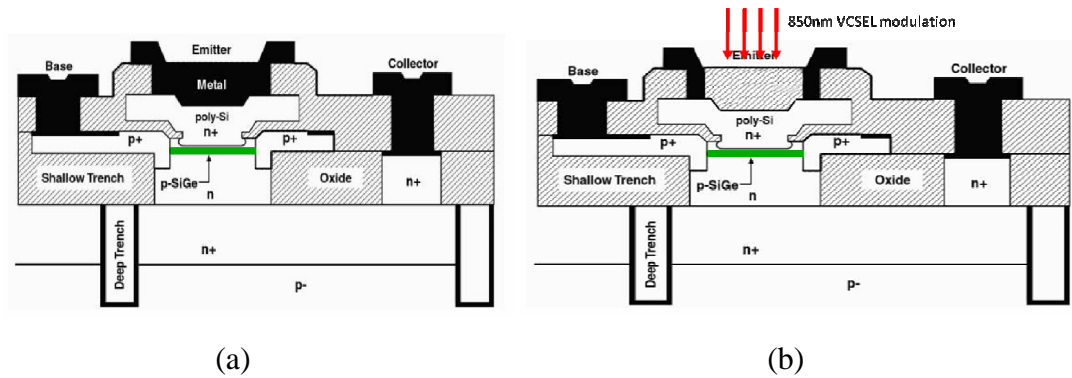 Emitter
Base
Collector
Metal
poly-Si
n+
p+
p+
Shallow Trench
p-SiGe
Oxide
n
n+
Deep Trench
n+
p-
(a)
850nm VCSEL modulation
Emitter
Base
Collector
poly-Si
n+
p+
p+
Shallow Trench
p-SiGe
Oxide
n
n+
Deep Trench
n+
p-
(b)